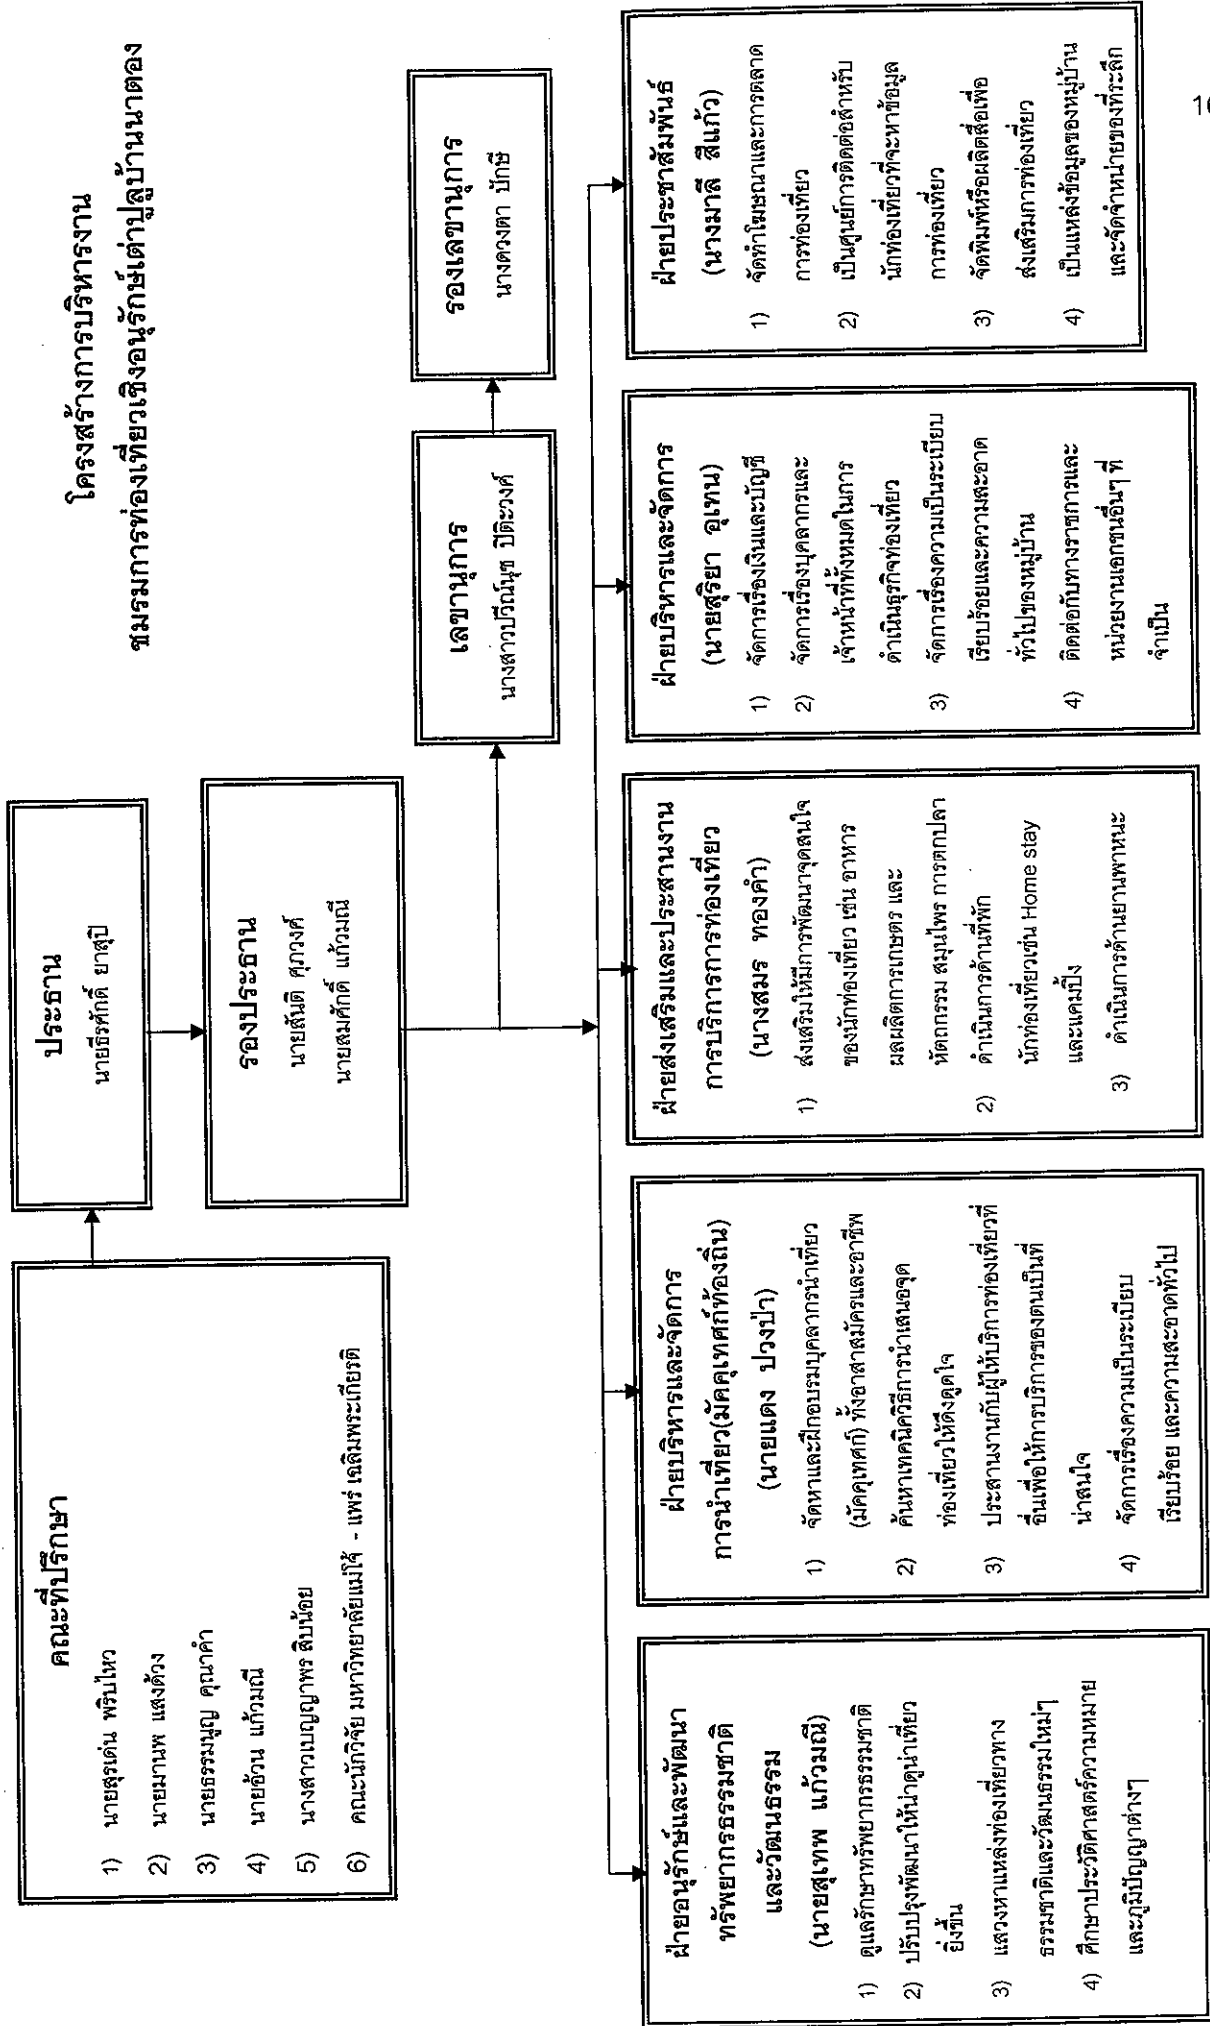 โครงสร้างการบริหารงาน
ชมรมการท่องเที่ยวเชิงอนุรักษ์เต่าปูลูบ้านนาตอง
คณะที่ปรึกษา
1) นายสุรเด่น พริบไหว
2) นายมานพ แสงด้วง
3) นายธรรมนูญ คุณาคำ
4) นายอ้วน แก้วมณี
5) นางสาวเบญญาพร สิบน้อย
6) คณะนักวิจัย มหาวิทยาลัยแม่โจ้ - แพร่ เฉลิมพระเกียรติ
ประธาน
นายธีรศักดิ์ ยาสุปิ
รองประธาน
นายสันติ ศุภวงศ์
นายสมศักดิ์ แก้วมณี
เลขานุการ
นางสาวปวีณ์นุช ปิติะวงศ์
รองเลขานุการ
นางดวงตา ปักษี
ฝ่ายอนุรักษ์และพัฒนา
ทรัพยากรธรรมชาติ
และวัฒนธรรม
(นายสุเทพ แก้วมณี)
1) ดูแลรักษาทรัพยากรธรรมชาติ
2) ปรับปรุงพัฒนาให้น่าดูน่าเที่ยว
ยิ่งขึ้น
3) แสวงหาแหล่งท่องเที่ยวทาง
ธรรมชาติและวัฒนธรรมใหม่ๆ
4) ศึกษาประวัติศาสตร์ความหมาย
และภูมิปัญญาต่างๆ
ฝ่ายบริหารและจัดการ
การนำเที่ยว(มัคคุเทศก์ท้องถิ่น)
(นายแดง ปวงป่า)
1) จัดหาและฝึกอบรมบุคลากรนำเที่ยว
(มัคคุเทศก์) ทั้งอาสาสมัครและอาชีพ
2) ค้นหาเทคนิควิธีการนำเสนอจุด
ท่องเที่ยวให้ดึงดูดใจ
3) ประสานงานกับผู้ให้บริการท่องเที่ยวที่
อื่นเพื่อให้การบริการของตนเป็นที่
น่าสนใจ
4) จัดการเรื่องความเป็นระเบียบ
เรียบร้อย และความสะอาดทั่วไป
ฝ่ายส่งเสริมและประสานงาน
การบริการการท่องเที่ยว
(นางสมร ทองคำ)
1) ส่งเสริมให้มีการพัฒนาจุดสนใจ
ของนักท่องเที่ยว เช่น อาหาร
ผลผลิตการเกษตร และ
หัตถกรรม สมุนไพร การตกปลา
2) ดำเนินการด้านที่พัก
นักท่องเที่ยวเช่น Home stay
และแคมป์ปิ้ง
3) ดำเนินการด้านยานพาหนะ
ฝ่ายบริหารและจัดการ
(นายสุริยา อุเทน)
1) จัดการเรื่องเงินและบัญชี
2) จัดการเรื่องบุคลากรและ
เจ้าหน้าที่ทั้งหมดในการ
ดำเนินธุรกิจท่องเที่ยว
3) จัดการเรื่องความเป็นระเบียบ
เรียบร้อยและความสะอาด
ทั่วไปของหมู่บ้าน
4) ติดต่อกับทางราชการและ
หน่วยงานเอกชนอื่นๆ ที่
จำเป็น
ฝ่ายประชาสัมพันธ์
(นางมาลี สีแก้ว)
1) จัดทำโฆษณาและการตลาด
การท่องเที่ยว
2) เป็นศูนย์การติดต่อสำหรับ
นักท่องเที่ยวที่จะหาข้อมูล
การท่องเที่ยว
3) จัดพิมพ์หรือผลิตสื่อเพื่อ
ส่งเสริมการท่องเที่ยว
4) เป็นแหล่งข้อมูลของหมู่บ้าน
และจัดจำหน่ายของที่ระลึก